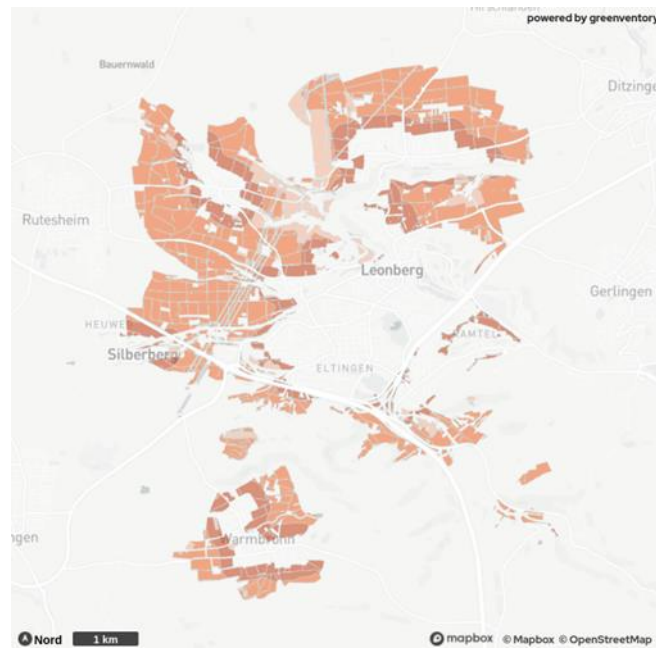 powered by greenventory
Bauernwald
Ditzinge
Rutesheim
Leonberg
Gerlingen
HEUWE
RAMTEL
Silberberg
ELTINGEN
Warmbronn
ngen
Nord
1 km
mapbox © Mapbox © OpenStreetMap